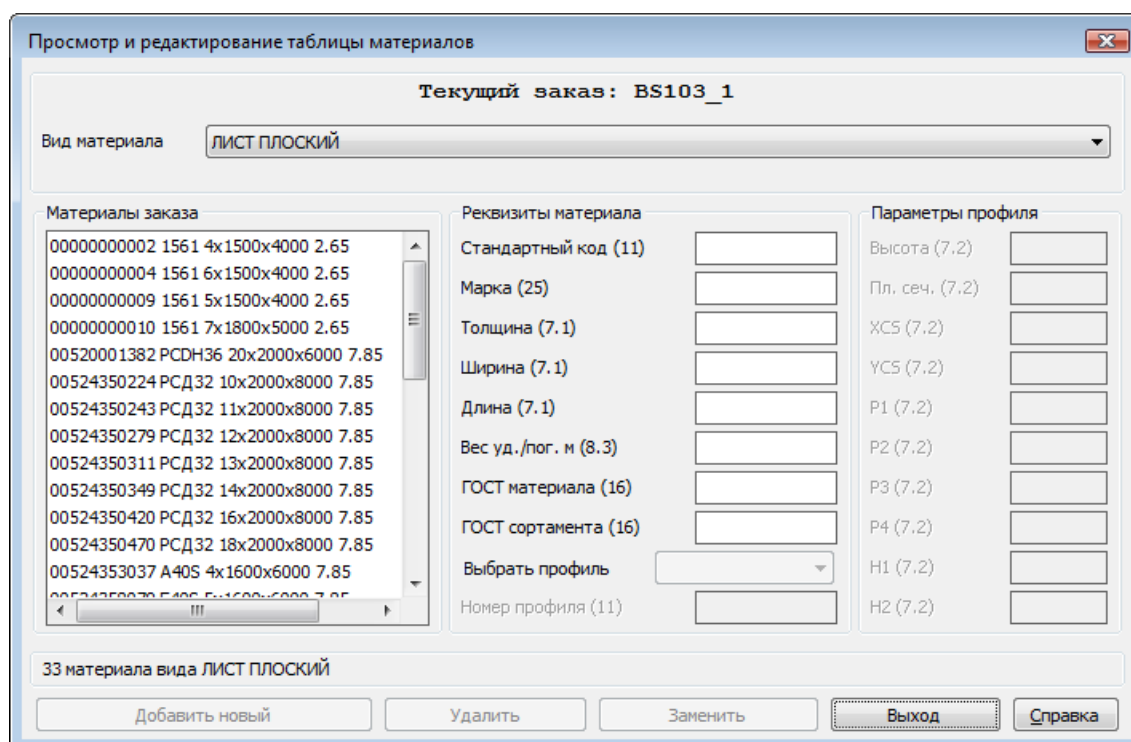 Просмотр и редактирование таблицы материалов
Текущий заказ: BS103_1
Вид материала ЛИСТ ПЛОСКИЙ
Материалы заказа
00000000002 1561 4x1500x4000 2.65
00000000004 1561 6x1500x4000 2.65
00000000009 1561 5x1500x4000 2.65
00000000010 1561 7x1800x5000 2.65
00520001382 PCDH36 20x2000x6000 7.85
00524350224 РСД32 10x2000x8000 7.85
00524350243 РСД32 11x2000x8000 7.85
00524350279 РСД32 12x2000x8000 7.85
00524350311 РСД32 13x2000x8000 7.85
00524350349 РСД32 14x2000x8000 7.85
00524350420 РСД32 16x2000x8000 7.85
00524350470 РСД32 18x2000x8000 7.85
00524353037 A40S 4x1600x6000 7.85
Реквизиты материала
Стандартный код (11)
Марка (25)
Толщина (7.1)
Ширина (7.1)
Длина (7.1)
Вес уд./пог. м (8.3)
ГОСТ материала (16)
ГОСТ сортамента (16)
Выбрать профиль
Номер профиля (11)
Параметры профиля
Высота (7.2)
Пл. сеч. (7.2)
XCS (7.2)
YCS (7.2)
P1 (7.2)
P2 (7.2)
P3 (7.2)
P4 (7.2)
H1 (7.2)
H2 (7.2)
33 материала вида ЛИСТ ПЛОСКИЙ
Добавить новый Удалить Заменить Выход Справка